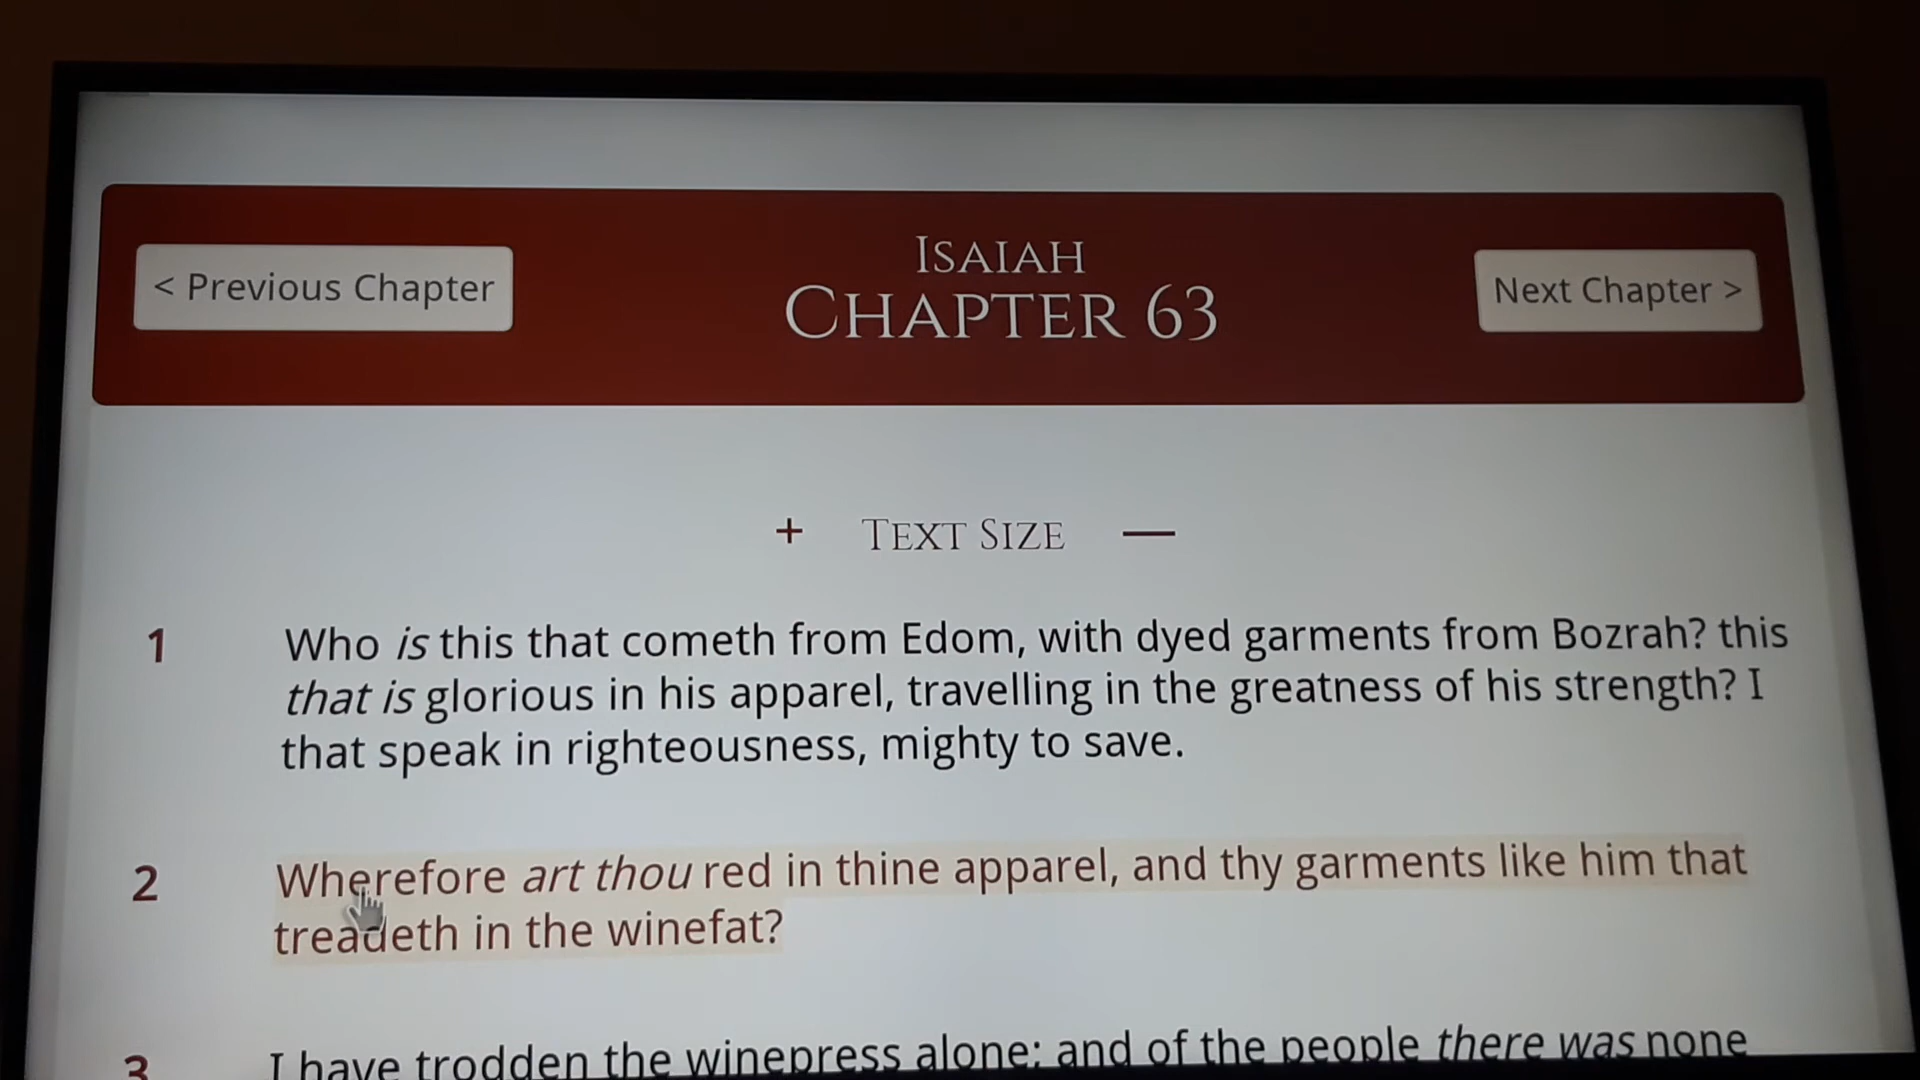 < Previous Chapter
ISAIAH
CHAPTER 63
Next Chapter >
+ TEXT SIZE —
1 Who is this that cometh from Edom, with dyed garments from Bozrah? this
that is glorious in his apparel, travelling in the greatness of his strength? I
that speak in righteousness, mighty to save.
2 Wherefore art thou red in thine apparel, and thy garments like him that
treadeth in the winefat?
3 I have trodden the winepress alone; and of the people there was none